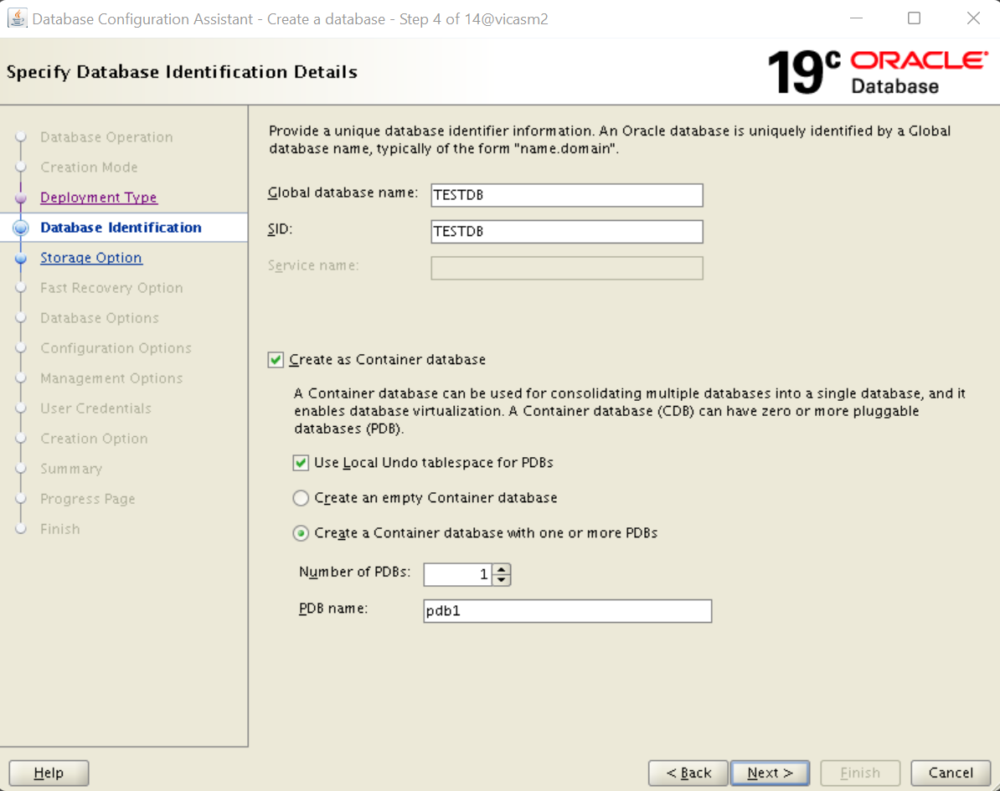 Database Configuration Assistant - Create a database - Step 4 of 14@vicasm2
Specify Database Identification Details
19c ORACLE
Database
Database Operation
Creation Mode
Deployment Type
Database Identification
Storage Option
Fast Recovery Option
Database Options
Configuration Options
Management Options
User Credentials
Creation Option
Summary
Progress Page
Finish
Provide a unique database identifier information. An Oracle database is uniquely identified by a Global
database name, typically of the form "name.domain".
Global database name: TESTDB
SID: TESTDB
Service name:
Create as Container database
A Container database can be used for consolidating multiple databases into a single database, and it
enables database virtualization. A Container database (CDB) can have zero or more pluggable
databases (PDB).
Use Local Undo tablespace for PDBs
Create an empty Container database
Create a Container database with one or more PDBs
Number of PDBs: 1
PDB name: pdb1
Help
< Back
Next >
Finish
Cancel